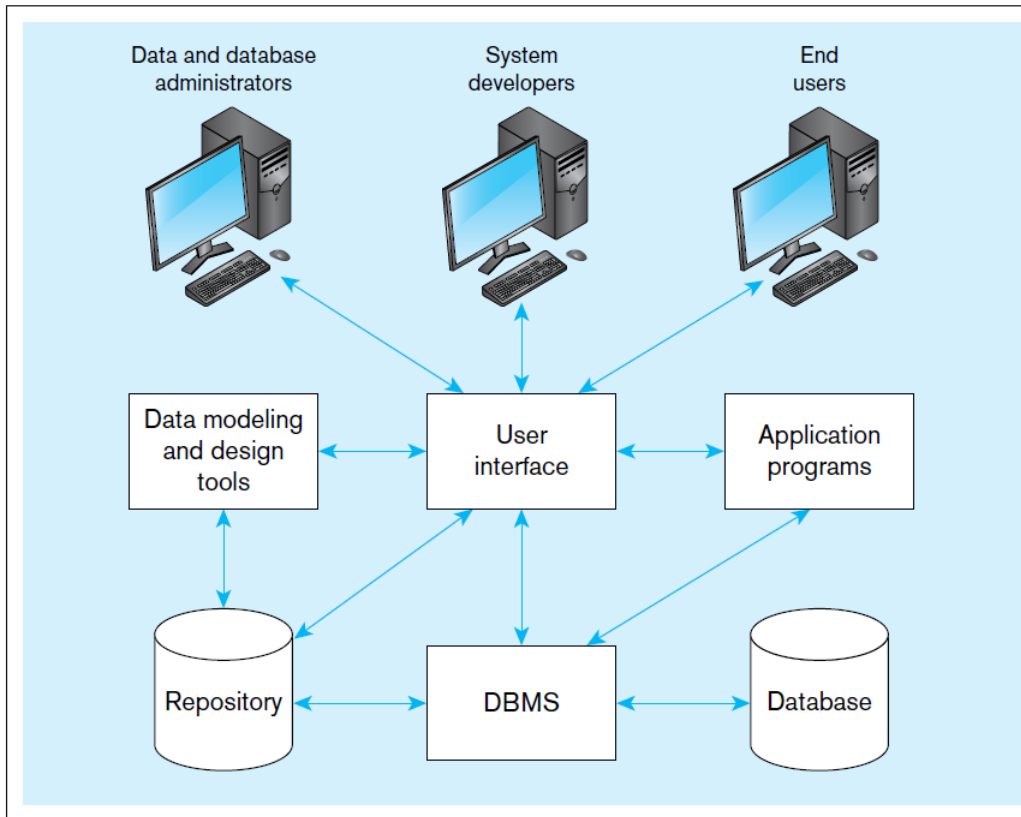 Data and database
administrators
System
developers
End
users
Data modeling
and design
tools
User
interface
Application
programs
Repository
DBMS
Database